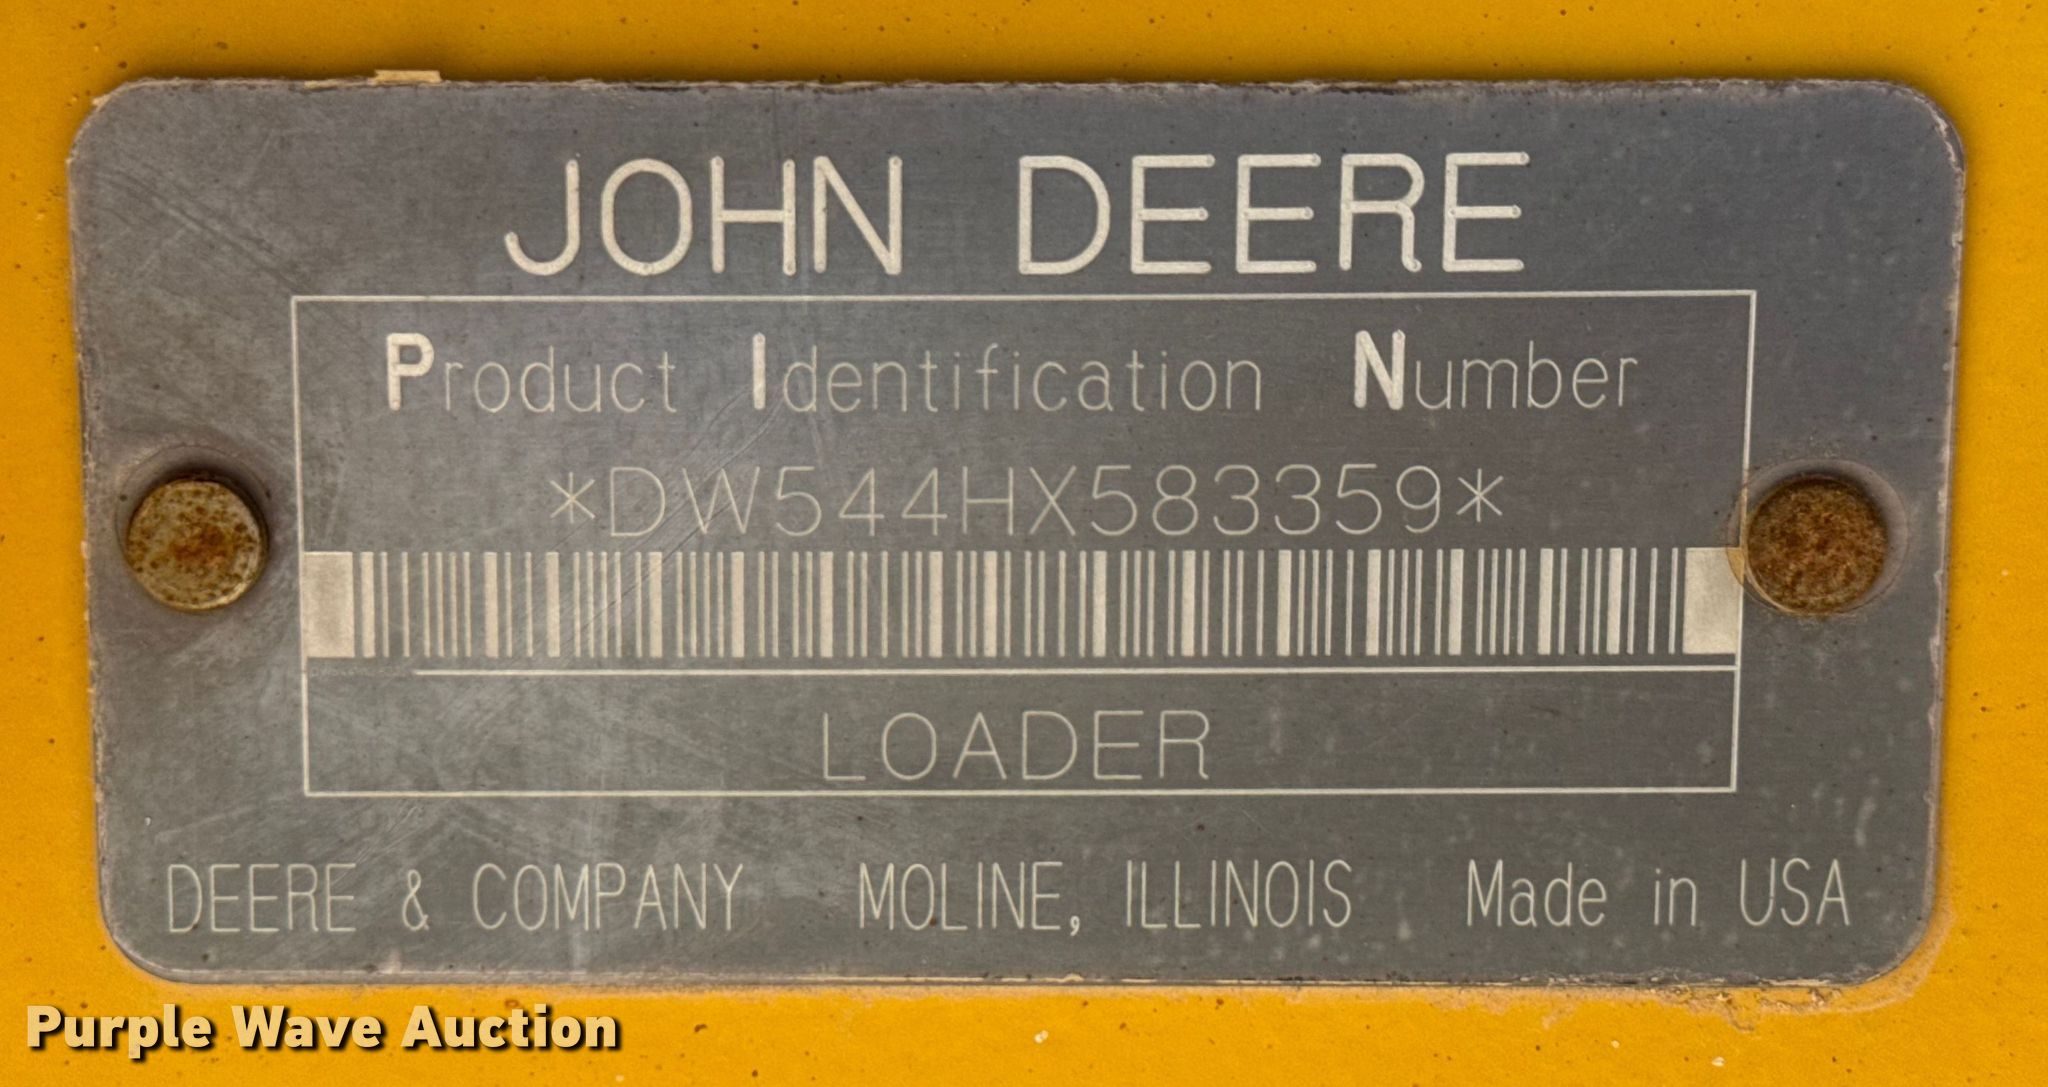 JOHN DEERE
Product Identification Number
*DW544HX583359*
LOADER
DEERE & COMPANY MOLINE, ILLINOIS Made in USA
Purple Wave Auction